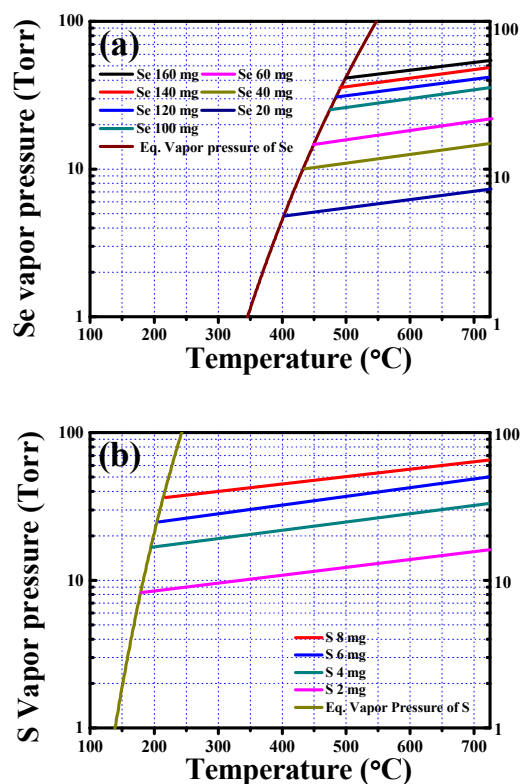 (a)
100
100
Se 160 mg Se 60 mg
Se 140 mg Se 40 mg
Se 120 mg Se 20 mg
Se 100 mg
Eq. Vapor pressure of Se
Se vapor pressure (Torr)
10
10
1
1
100 200 300 400 500 600 700
Temperature (°C)
(b)
100
100
S Vapor pressure (Torr)
10
10
S 8 mg
S 6 mg
S 4 mg
S 2 mg
Eq. Vapor Pressure of S
1
1
100 200 300 400 500 600 700
Temperature (°C)